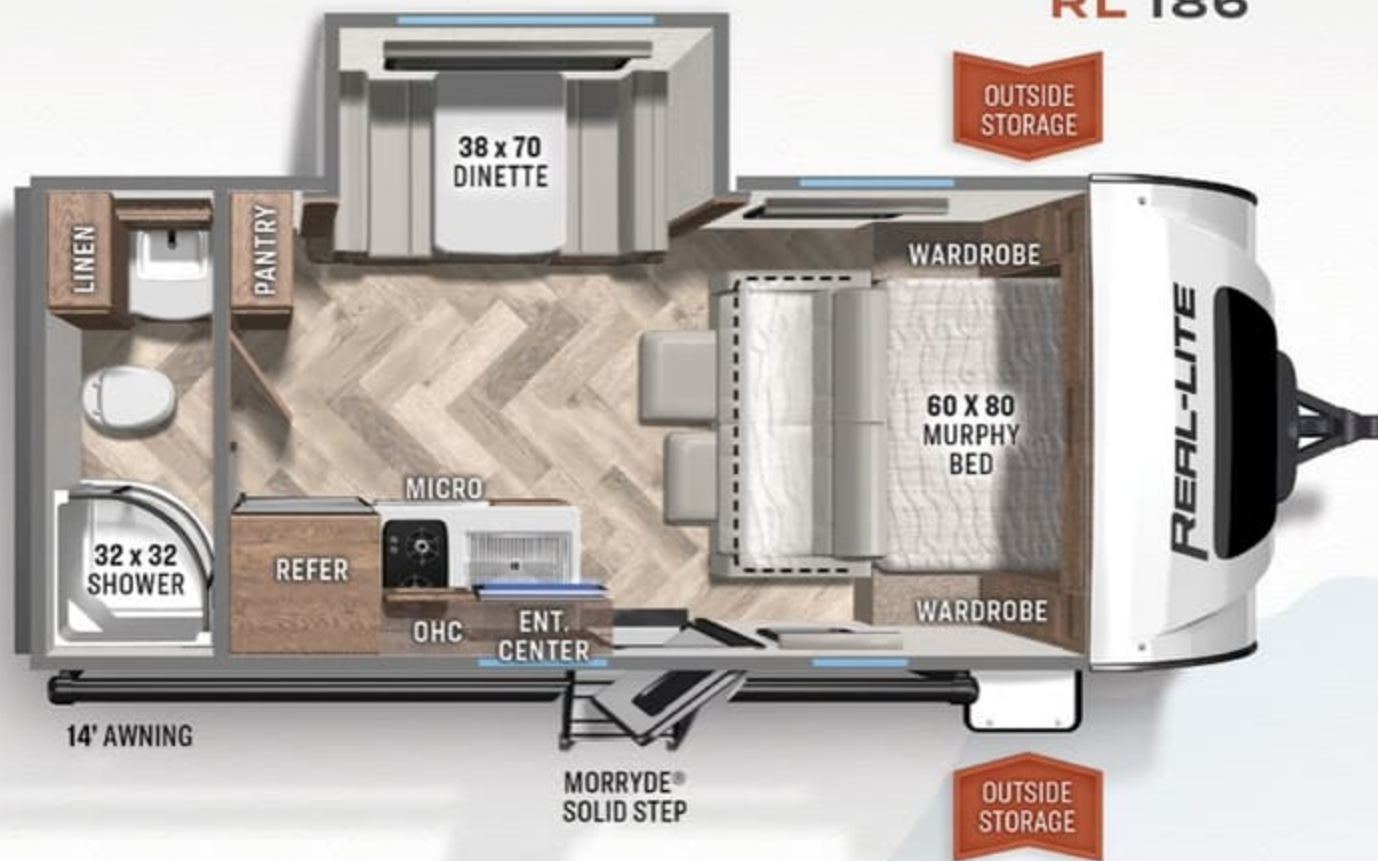 RL 186
OUTSIDE
STORAGE
38 x 70
DINETTE
LINEN
PANTRY
WARDROBE
REAL-LITE
60 X 80
MURPHY
BED
MICRO
32 x 32
SHOWER
REFER
OHC
ENT.
CENTER
WARDROBE
14' AWNING
MORRYDE®
SOLID STEP
OUTSIDE
STORAGE